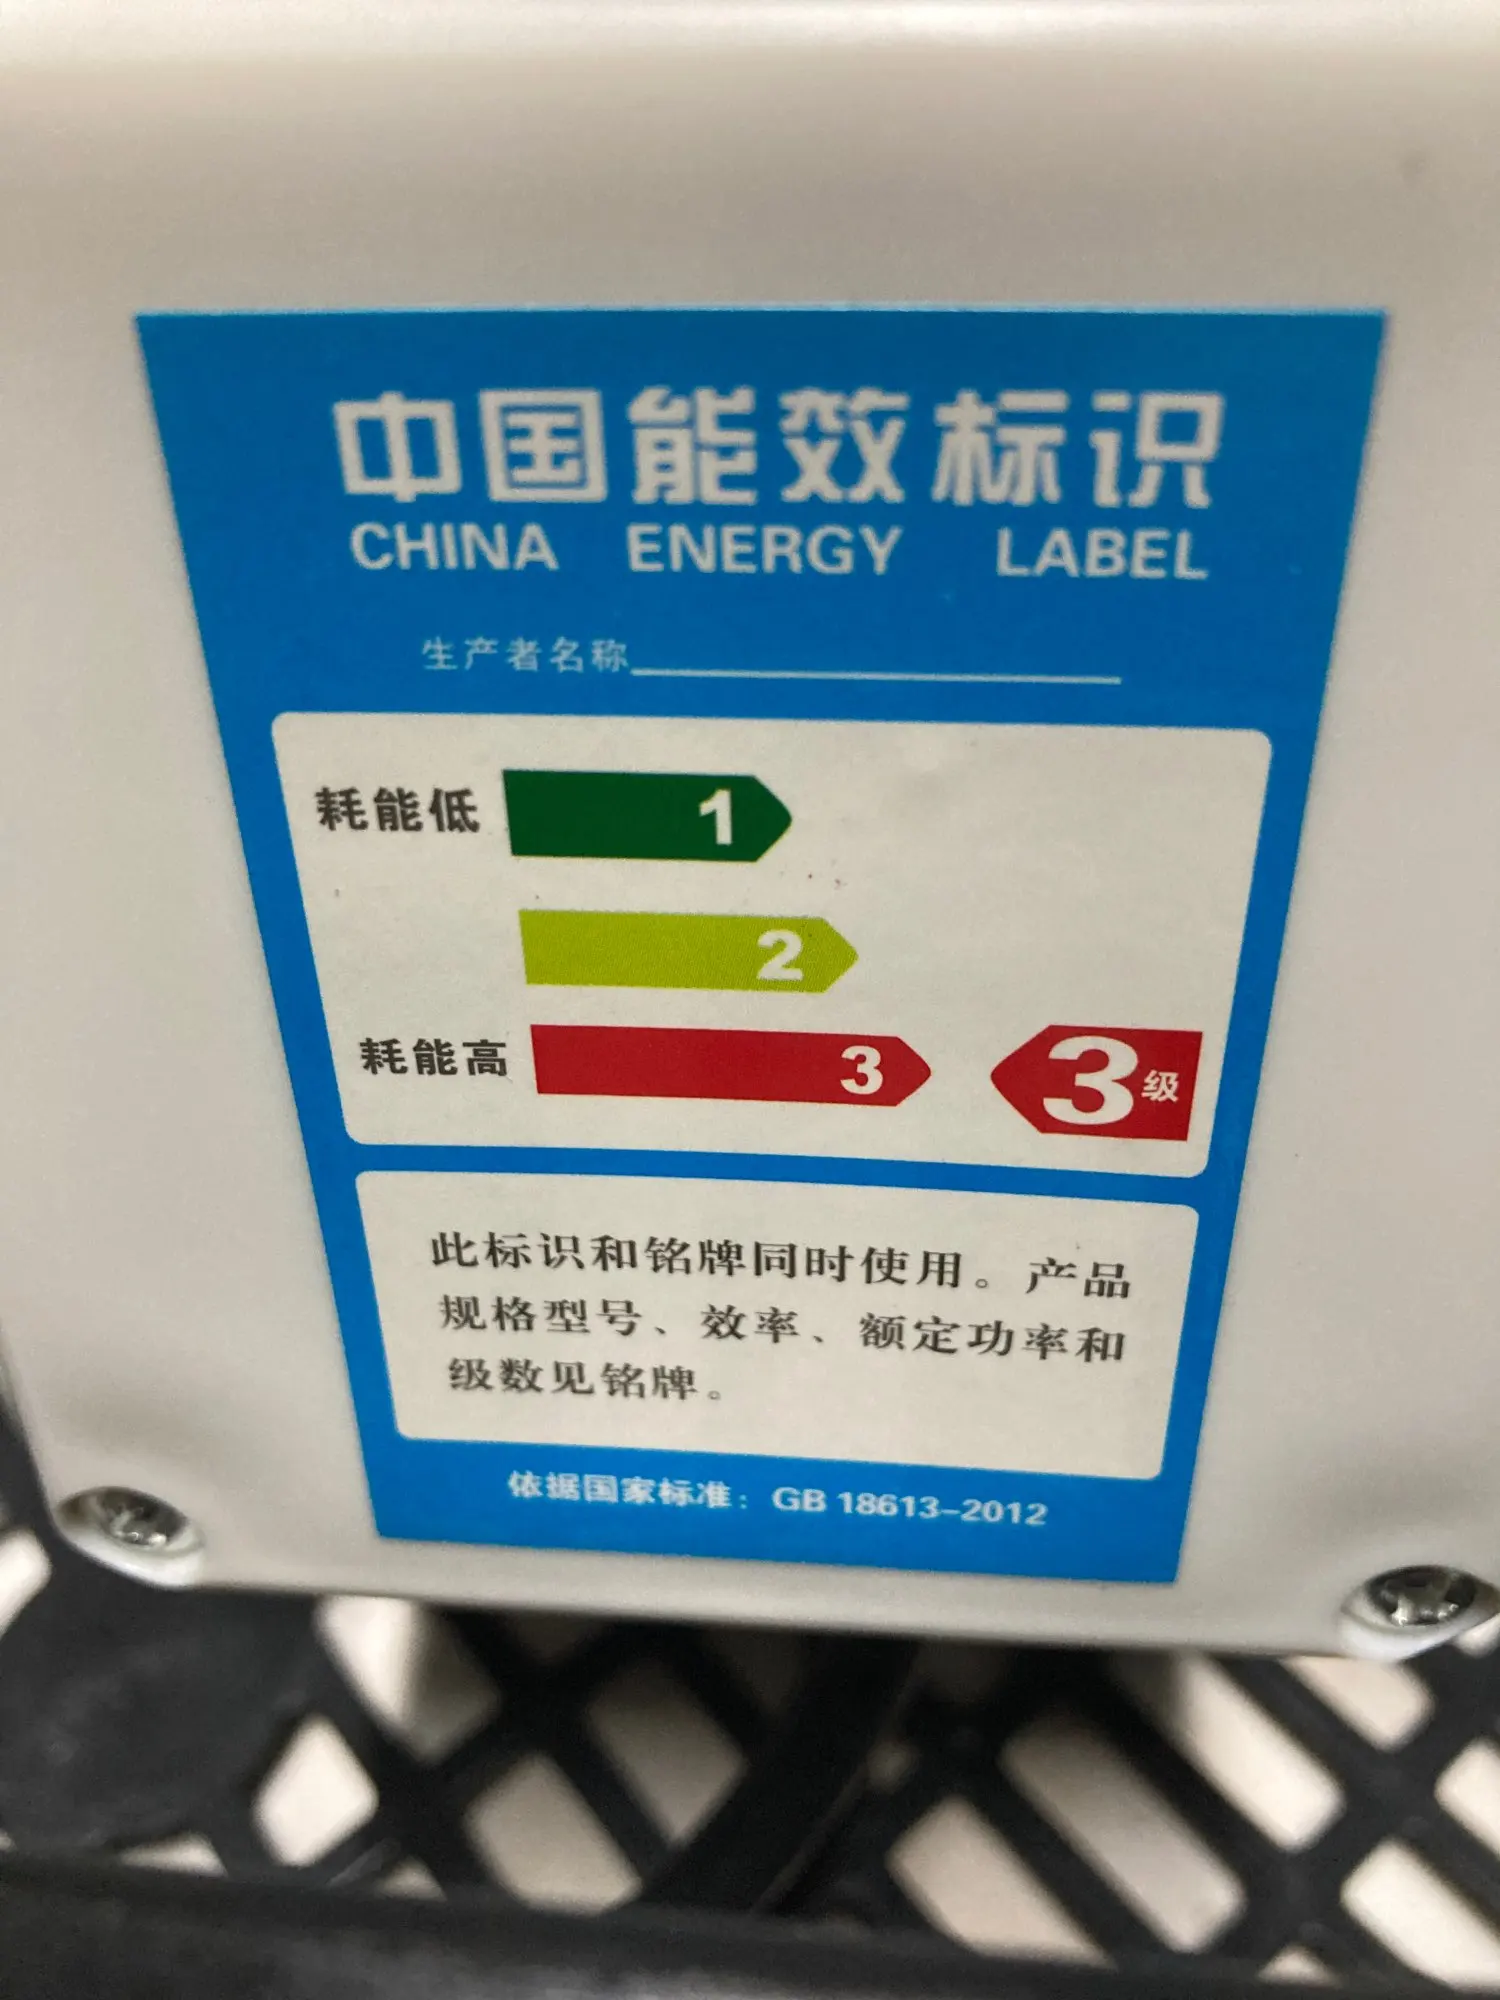 中国能效标识
CHINA ENERGY LABEL
生产者名称
耗能低 1
2
耗能高 3 3级
此标识和铭牌同时使用。产品
规格型号、效率、额定功率和
级数见铭牌。
依据国家标准：GB 18613-2012